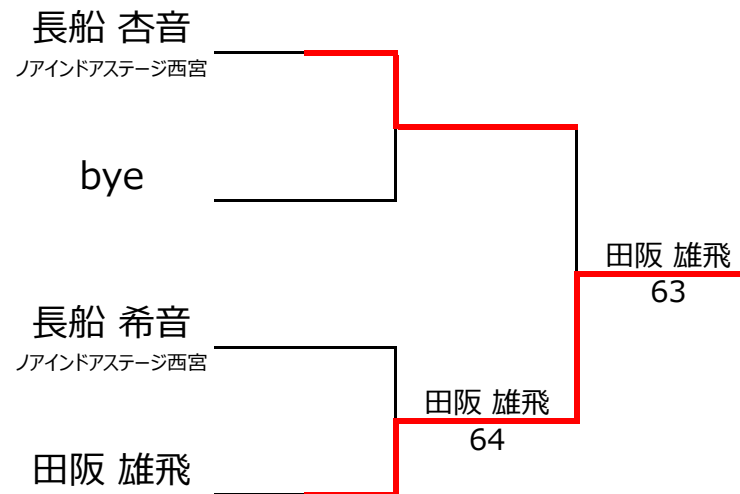 長船 杏音
ノアインドアステージ西宮
bye
田阪 雄飛
63
長船 希音
ノアインドアステージ西宮
田阪 雄飛
64
田阪 雄飛